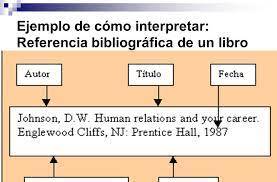 Ejemplo de cómo interpretar:
Referencia bibliográfica de un libro
Autor Título Fecha
Johnson, D.W. Human relations and your career.
Englewood Cliffs, NJ: Prentice Hall, 1987